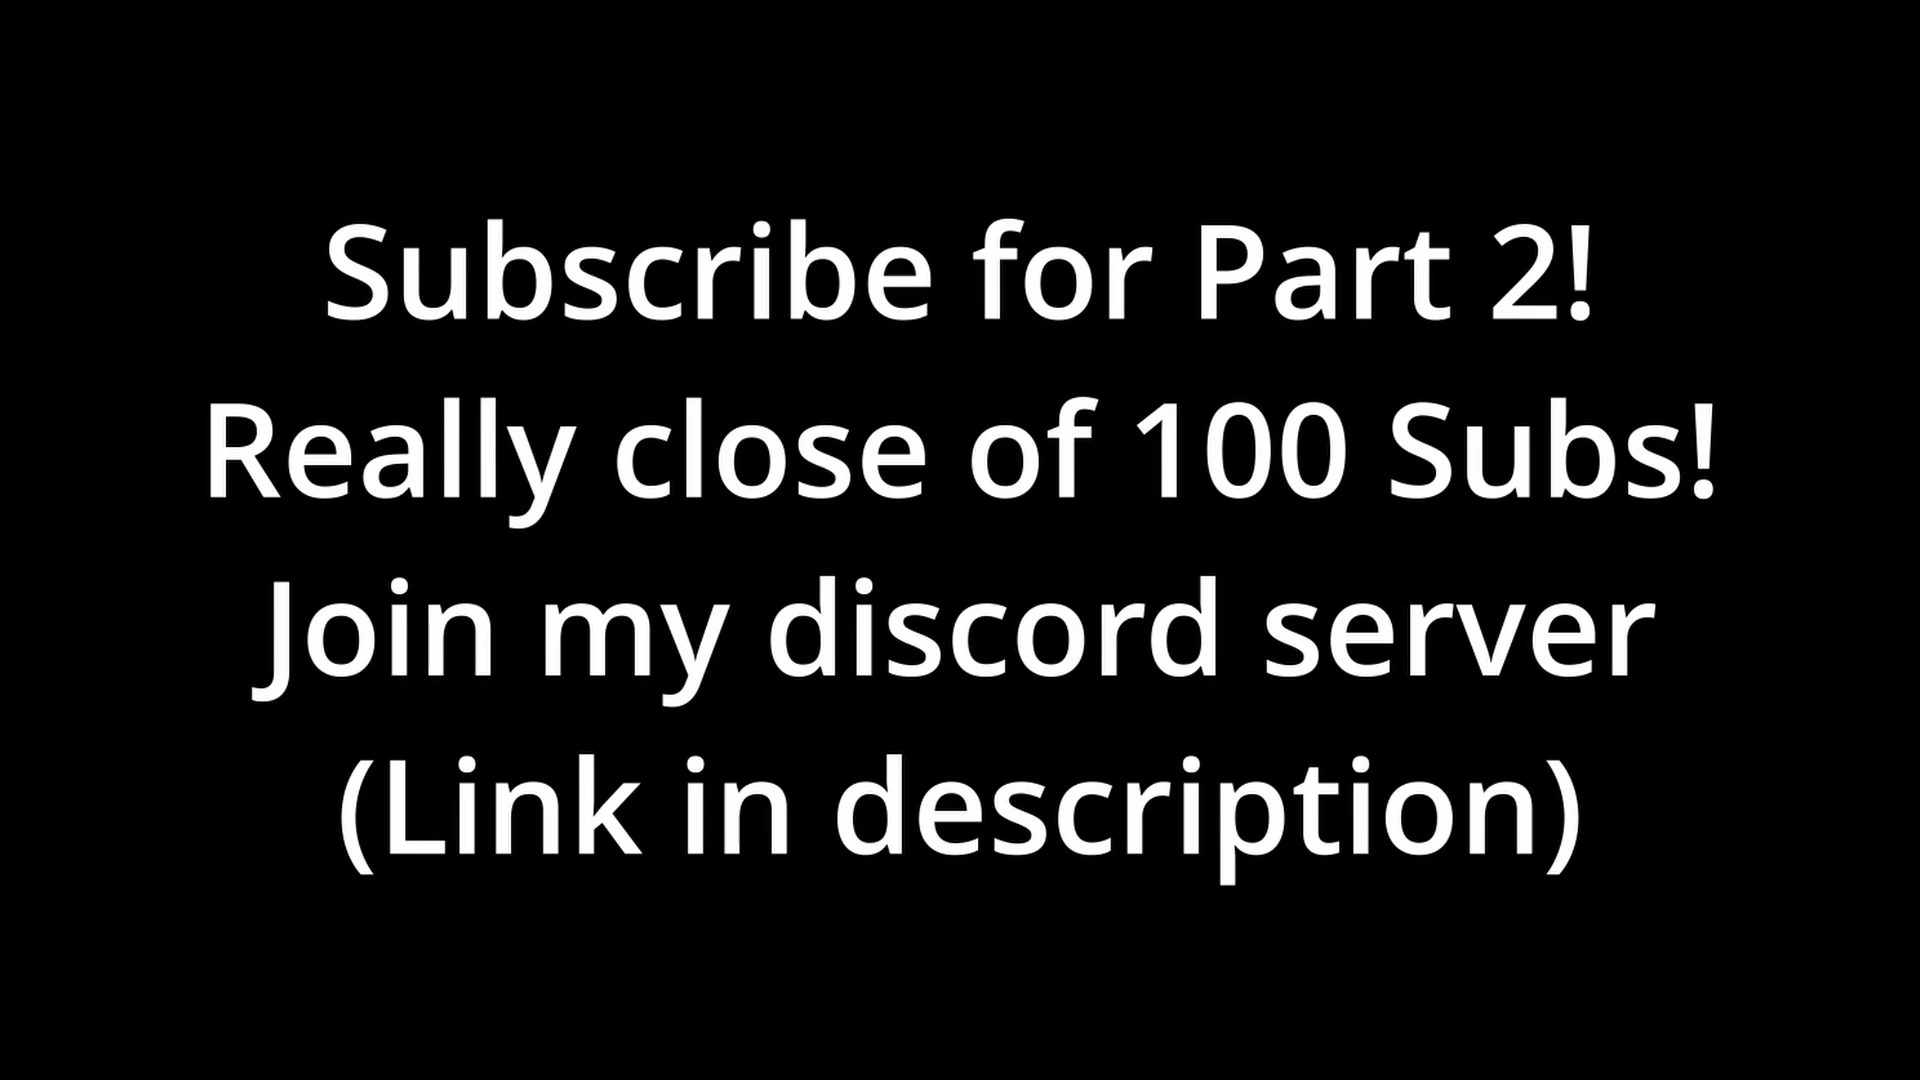 Subscribe for Part 2!
Really close of 100 Subs!
Join my discord server
(Link in description)